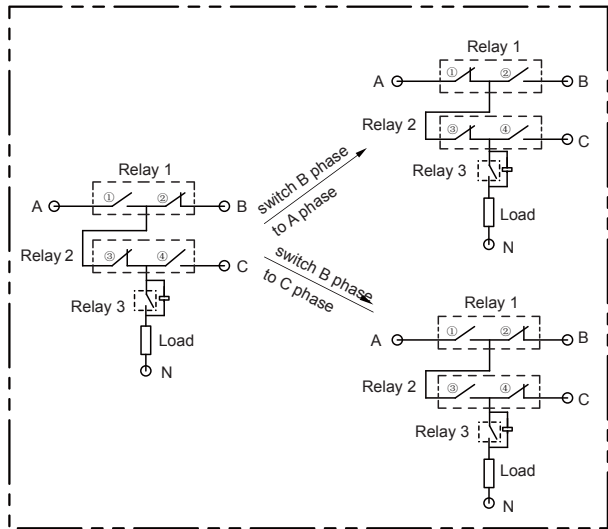 Relay 1
A ① ② B
Relay 2 ③ ④ C
Relay 3
Load
N
switch B phase
to A phase
switch B phase
to C phase
Relay 1
A ① ② B
Relay 2 ③ ④ C
Relay 3
Load
N
Relay 1
A ① ② B
Relay 2 ③ ④ C
Relay 3
Load
N